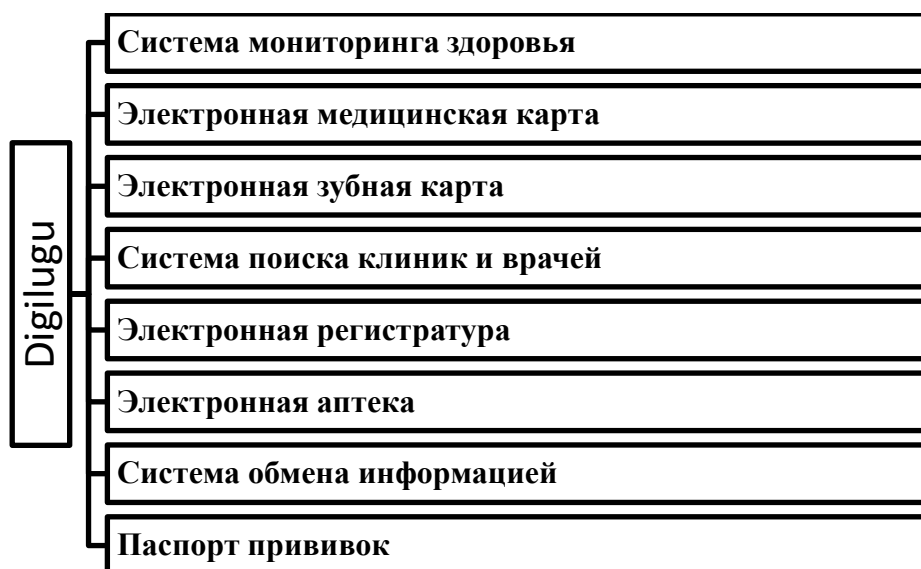 Digilugu
Система мониторинга здоровья
Электронная медицинская карта
Электронная зубная карта
Система поиска клиник и врачей
Электронная регистратура
Электронная аптека
Система обмена информацией
Паспорт прививок